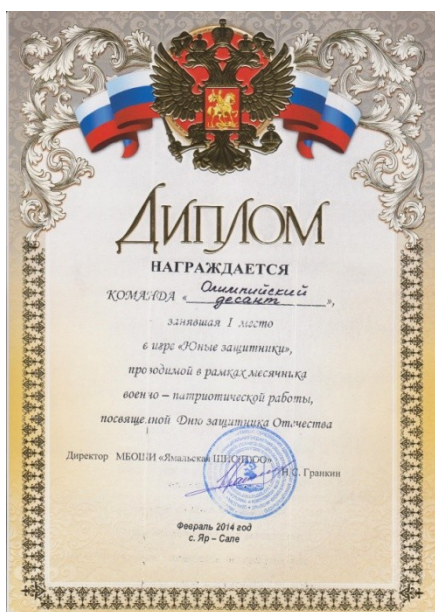 ДИПЛОМ
НАГРАЖДАЕТСЯ
КОМАНДА «Олимпийский
десант»,
занявшая I место
в игре «Юные защитники»,
проводимой в рамках месячника
военно – патриотической работы,
посвященной Дню защитника Отечества
Директор МБОШИ «Ямальская ШИОПОО» Н.С. Гранкин
Февраль 2014 год
с. Яр – Сале